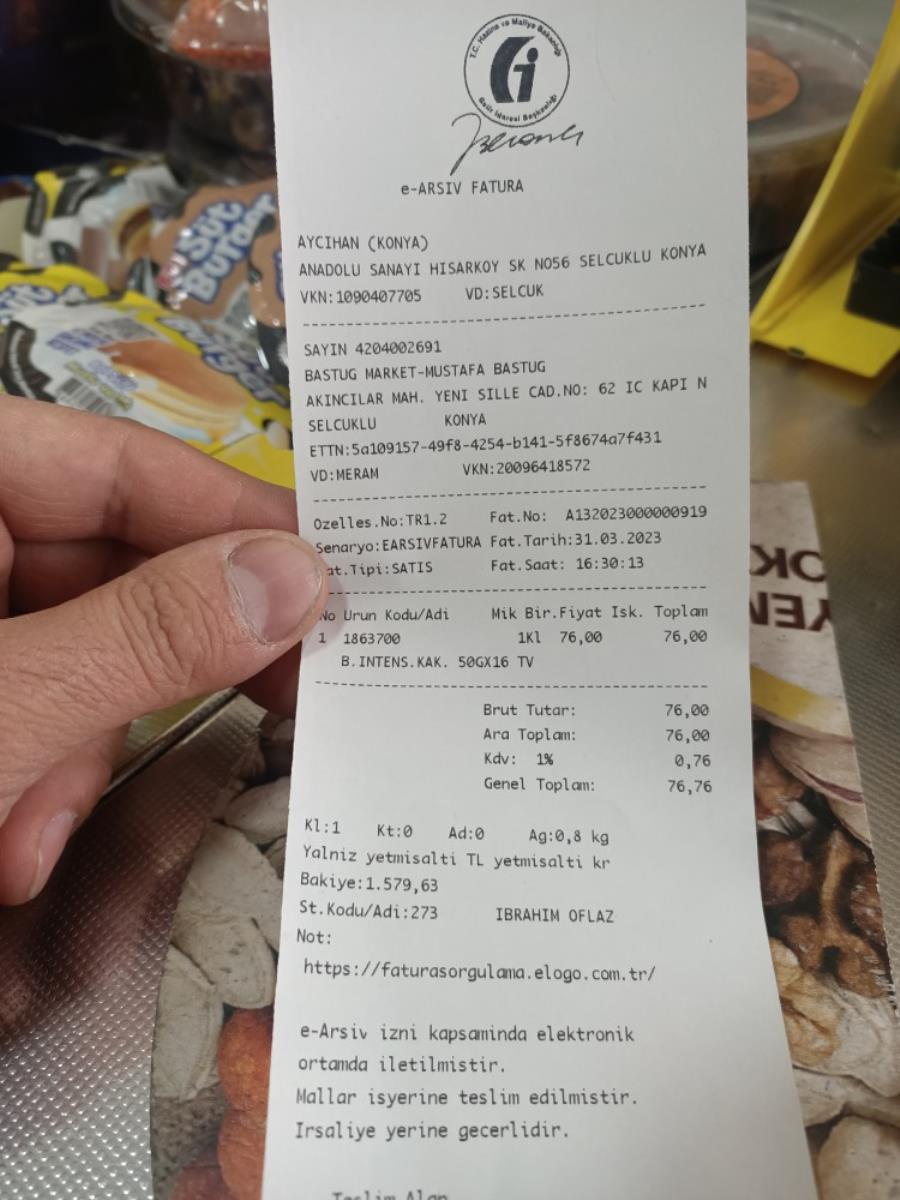 T.C. Hazine ve Maliye Bakanlığı
Gelir İdaresi Başkanlığı
e-ARSIV FATURA
AYCIHAN (KONYA)
ANADOLU SANAYI HISARKOY SK NO56 SELCUKLU KONYA
VKN:1090407705 VD:SELCUK
SAYIN 4204002691
BASTUG MARKET-MUSTAFA BASTUG
AKINCILAR MAH. YENI SILLE CAD.NO: 62 IC KAPI N
SELCUKLU KONYA
ETTN:5a109157-49f8-4254-b141-5f8674a7f431
VD:MERAM VKN:20096418572
Ozelles.No:TR1.2 Fat.No: A132023000000919
Senaryo:EARSIVFATURA Fat.Tarih:31.03.2023
at.Tipi:SATIS Fat.Saat: 16:30:13
No Urun Kodu/Adi Mik Bir.Fiyat Isk. Toplam
1 1863700 1Kl 76,00 76,00
B.INTENS.KAK. 50GX16 TV
Brut Tutar: 76,00
Ara Toplam: 76,00
Kdv: 1% 0,76
Genel Toplam: 76,76
Kl:1 Kt:0 Ad:0 Ag:0,8 kg
Yalniz yetmisalti TL yetmisalti kr
Bakiye:1.579,63
St.Kodu/Adi:273 IBRAHIM OFLAZ
Not:
https://faturasorgulama.elogo.com.tr/
e-Arsiv izni kapsaminda elektronik
ortamda iletilmistir.
Mallar isyerine teslim edilmistir.
Irsaliye yerine gecerlidir.
Teslim Alan
Süt
Burger